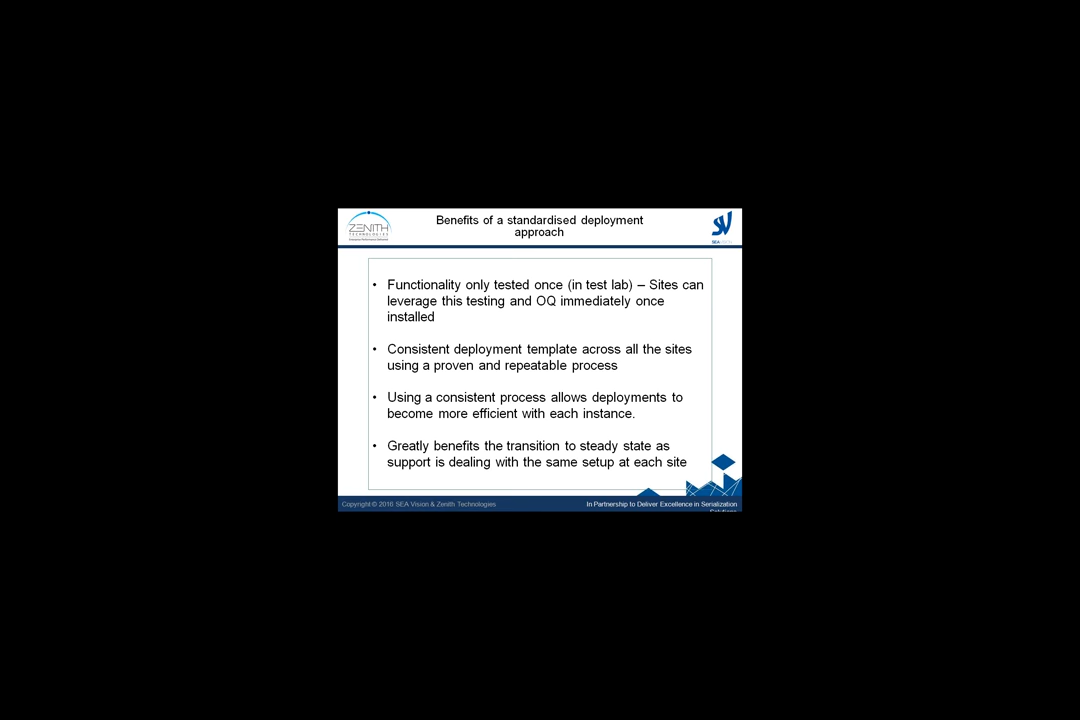 ZENITH
TECHNOLOGIES
Benefits of a standardised deployment
approach
SEA VISION
• Functionality only tested once (in test lab) – Sites can
leverage this testing and OQ immediately once
installed
• Consistent deployment template across all the sites
using a proven and repeatable process
• Using a consistent process allows deployments to
become more efficient with each instance.
• Greatly benefits the transition to steady state as
support is dealing with the same setup at each site
Copyright © 2016 SEA Vision & Zenith Technologies
In Partnership to Deliver Excellence in Serialization
Solutions